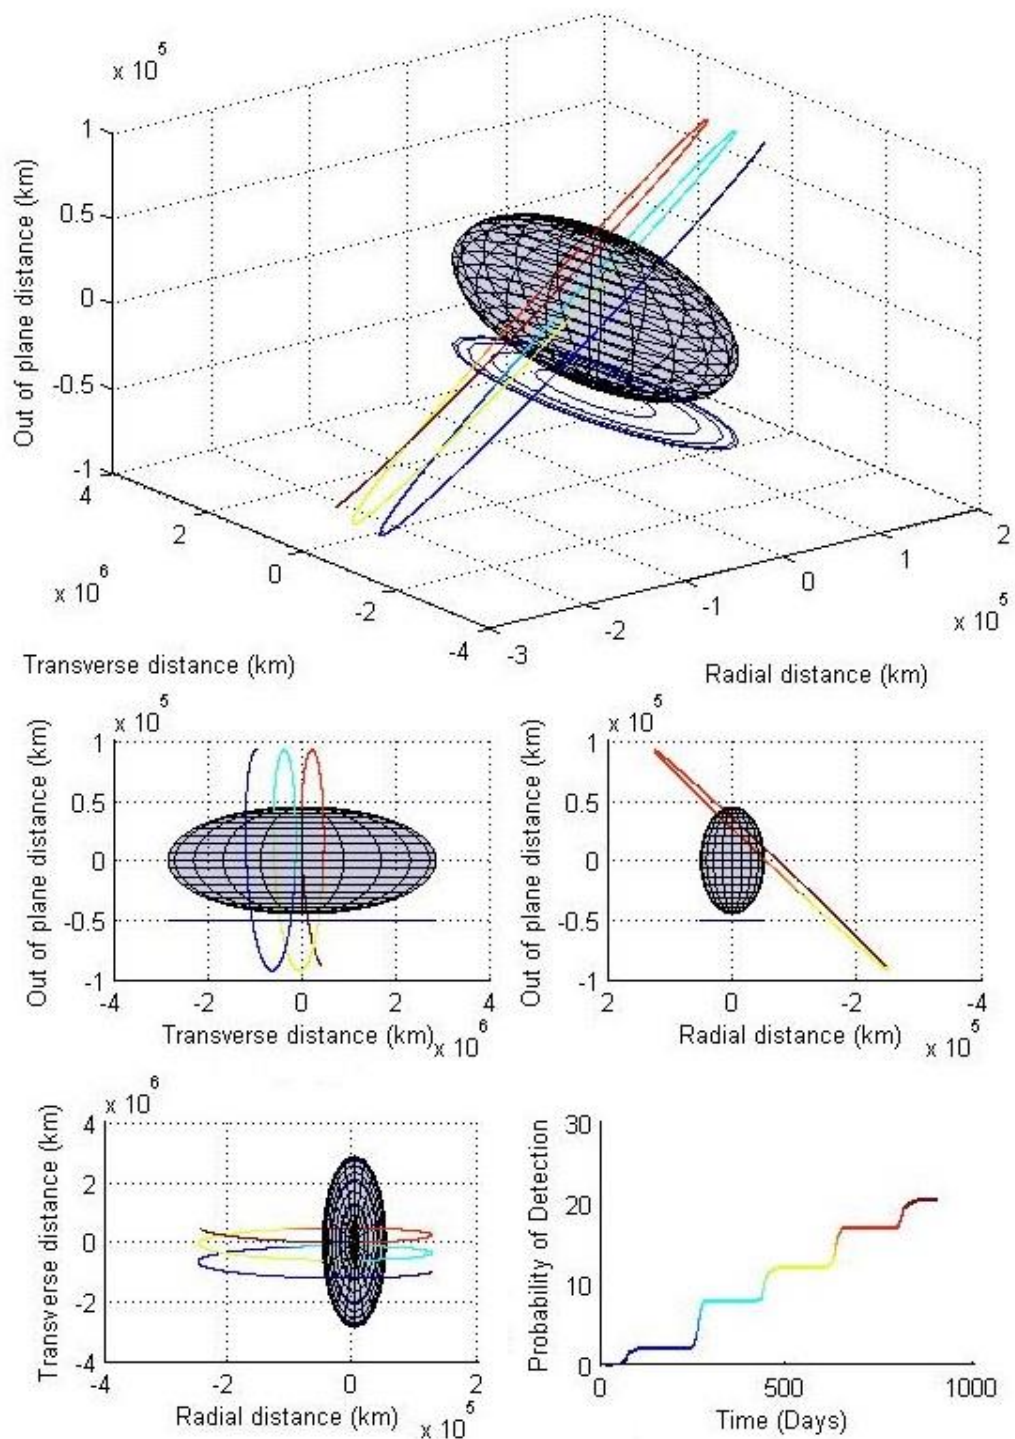 x 10^5
1
0.5
0
-0.5
-1
Out of plane distance (km)
4
2
0
-2
-4
x 10^6
Transverse distance (km)
-3
-2
-1
0
1
2
x 10^5
Radial distance (km)
x 10^5
1
0.5
0
-0.5
-1
Out of plane distance (km)
-4
-2
0
2
4
Transverse distance (km)
x 10^6
x 10^5
1
0.5
0
-0.5
-1
Out of plane distance (km)
2
0
-2
-4
Radial distance (km)
x 10^5
x 10^6
4
2
0
-2
-4
Transverse distance (km)
-4
-2
0
2
Radial distance (km)
x 10^5
30
20
10
0
Probability of Detection
0
500
1000
Time (Days)